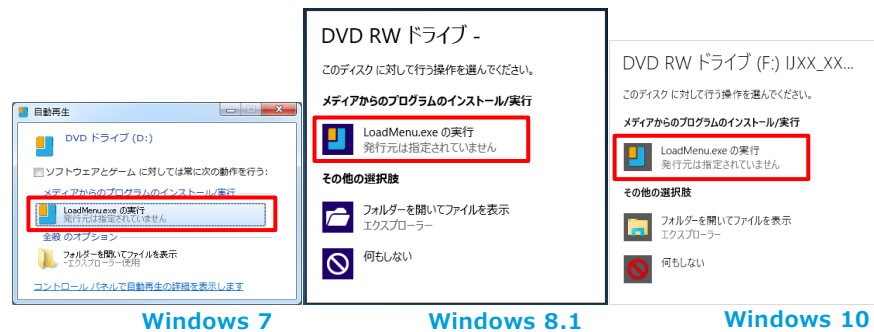 自動再生
DVD ドライブ (D:)
ソフトウェアとゲーム に対しては常に次の動作を行う:
メディアからのプログラムのインストール/実行
LoadMenu.exe の実行
発行元は指定されていません
全般 のオプション
フォルダーを開いてファイルを表示
-エクスプローラー使用
コントロール パネルで自動再生の詳細を表示します
Windows 7
DVD RW ドライブ -
このディスク に対して行う操作を選んでください。
メディアからのプログラムのインストール/実行
LoadMenu.exe の実行
発行元は指定されていません
その他の選択肢
フォルダーを開いてファイルを表示
エクスプローラー
何もしない
Windows 8.1
DVD RW ドライブ (F:) IJXX_XX...
このディスク に対して行う操作を選んでください。
メディアからのプログラムのインストール/実行
LoadMenu.exe の実行
発行元は指定されていません
その他の選択肢
フォルダーを開いてファイルを表示
エクスプローラー
何もしない
Windows 10